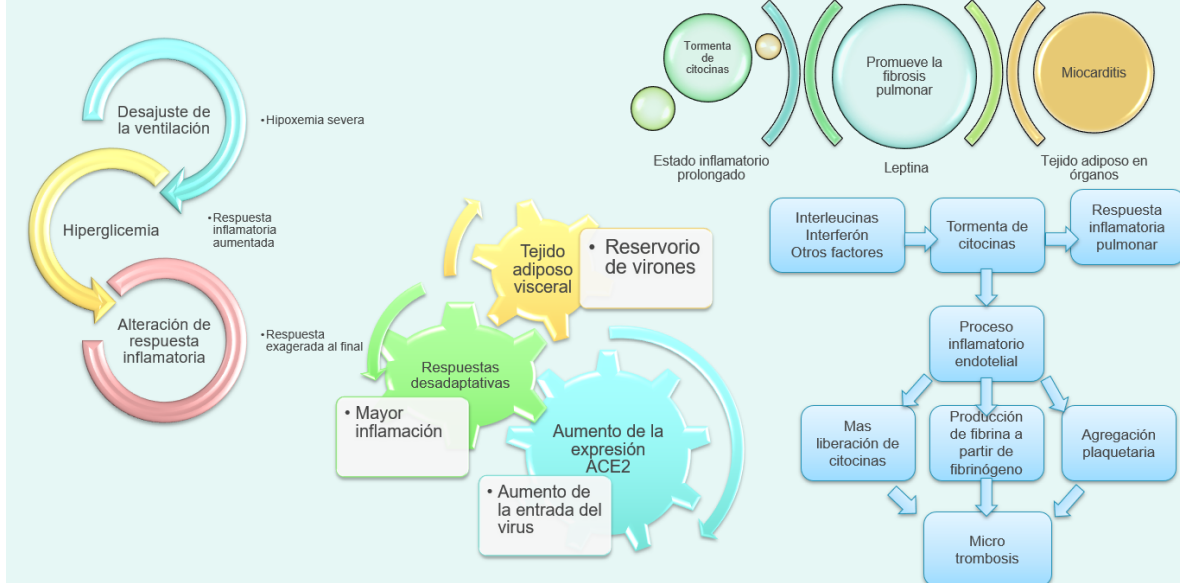 Desajuste de
la ventilación
•Hipoxemia severa
Hiperglicemia
•Respuesta
inflamatoria
aumentada
Alteración de
respuesta
inflamatoria
•Respuesta
exagerada al final
Tejido
adiposo
visceral
• Reservorio
de virones
Respuestas
desadaptativas
• Mayor
inflamación
Aumento de la
expresión
ACE2
• Aumento de
la entrada del
virus
Tormenta
de
citocinas
Estado inflamatorio
prolongado
Promueve la
fibrosis
pulmonar
Leptina
Miocarditis
Tejido adiposo en
órganos
Interleucinas
Interferón
Otros factores
Tormenta de
citocinas
Respuesta
inflamatoria
pulmonar
Proceso
inflamatorio
endotelial
Mas
liberación de
citocinas
Producción
de fibrina a
partir de
fibrinógeno
Agregación
plaquetaria
Micro
trombosis